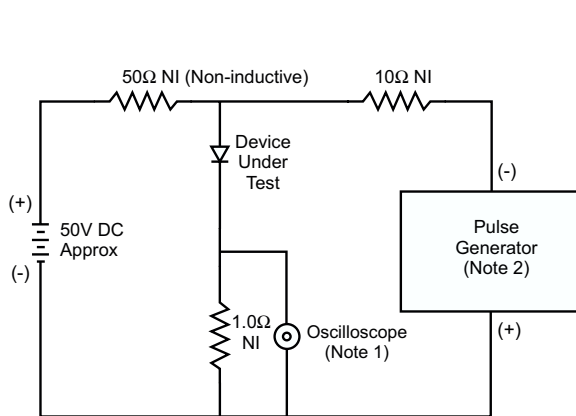 50Ω NI (Non-inductive)
10Ω NI
Device
Under
Test
(-)
(+)
50V DC
Approx
(-)
Pulse
Generator
(Note 2)
1.0Ω
NI
Oscilloscope
(Note 1)
(+)